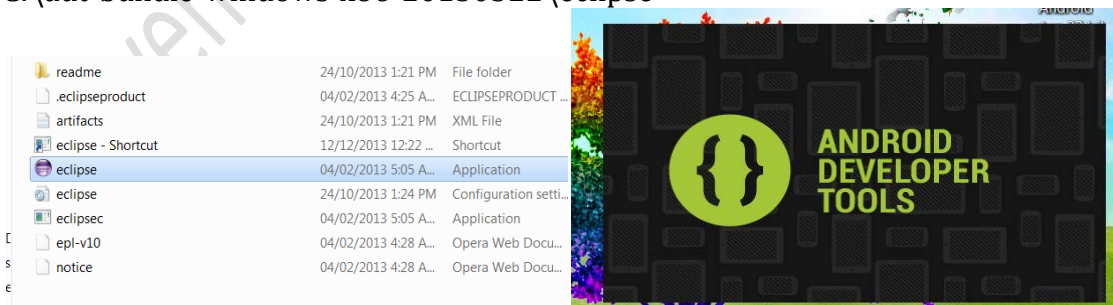 readme 24/10/2013 1:21 PM File folder
.eclipseproduct 04/02/2013 4:25 A... ECLIPSEPRODUCT ...
artifacts 24/10/2013 1:21 PM XML File
eclipse - Shortcut 12/12/2013 12:22 ... Shortcut
eclipse 04/02/2013 5:05 A... Application
eclipse 24/10/2013 1:24 PM Configuration setti...
eclipsec 04/02/2013 5:05 A... Application
epl-v10 04/02/2013 4:28 A... Opera Web Docu...
notice 04/02/2013 4:28 A... Opera Web Docu...
Android
ANDROID
DEVELOPER
TOOLS